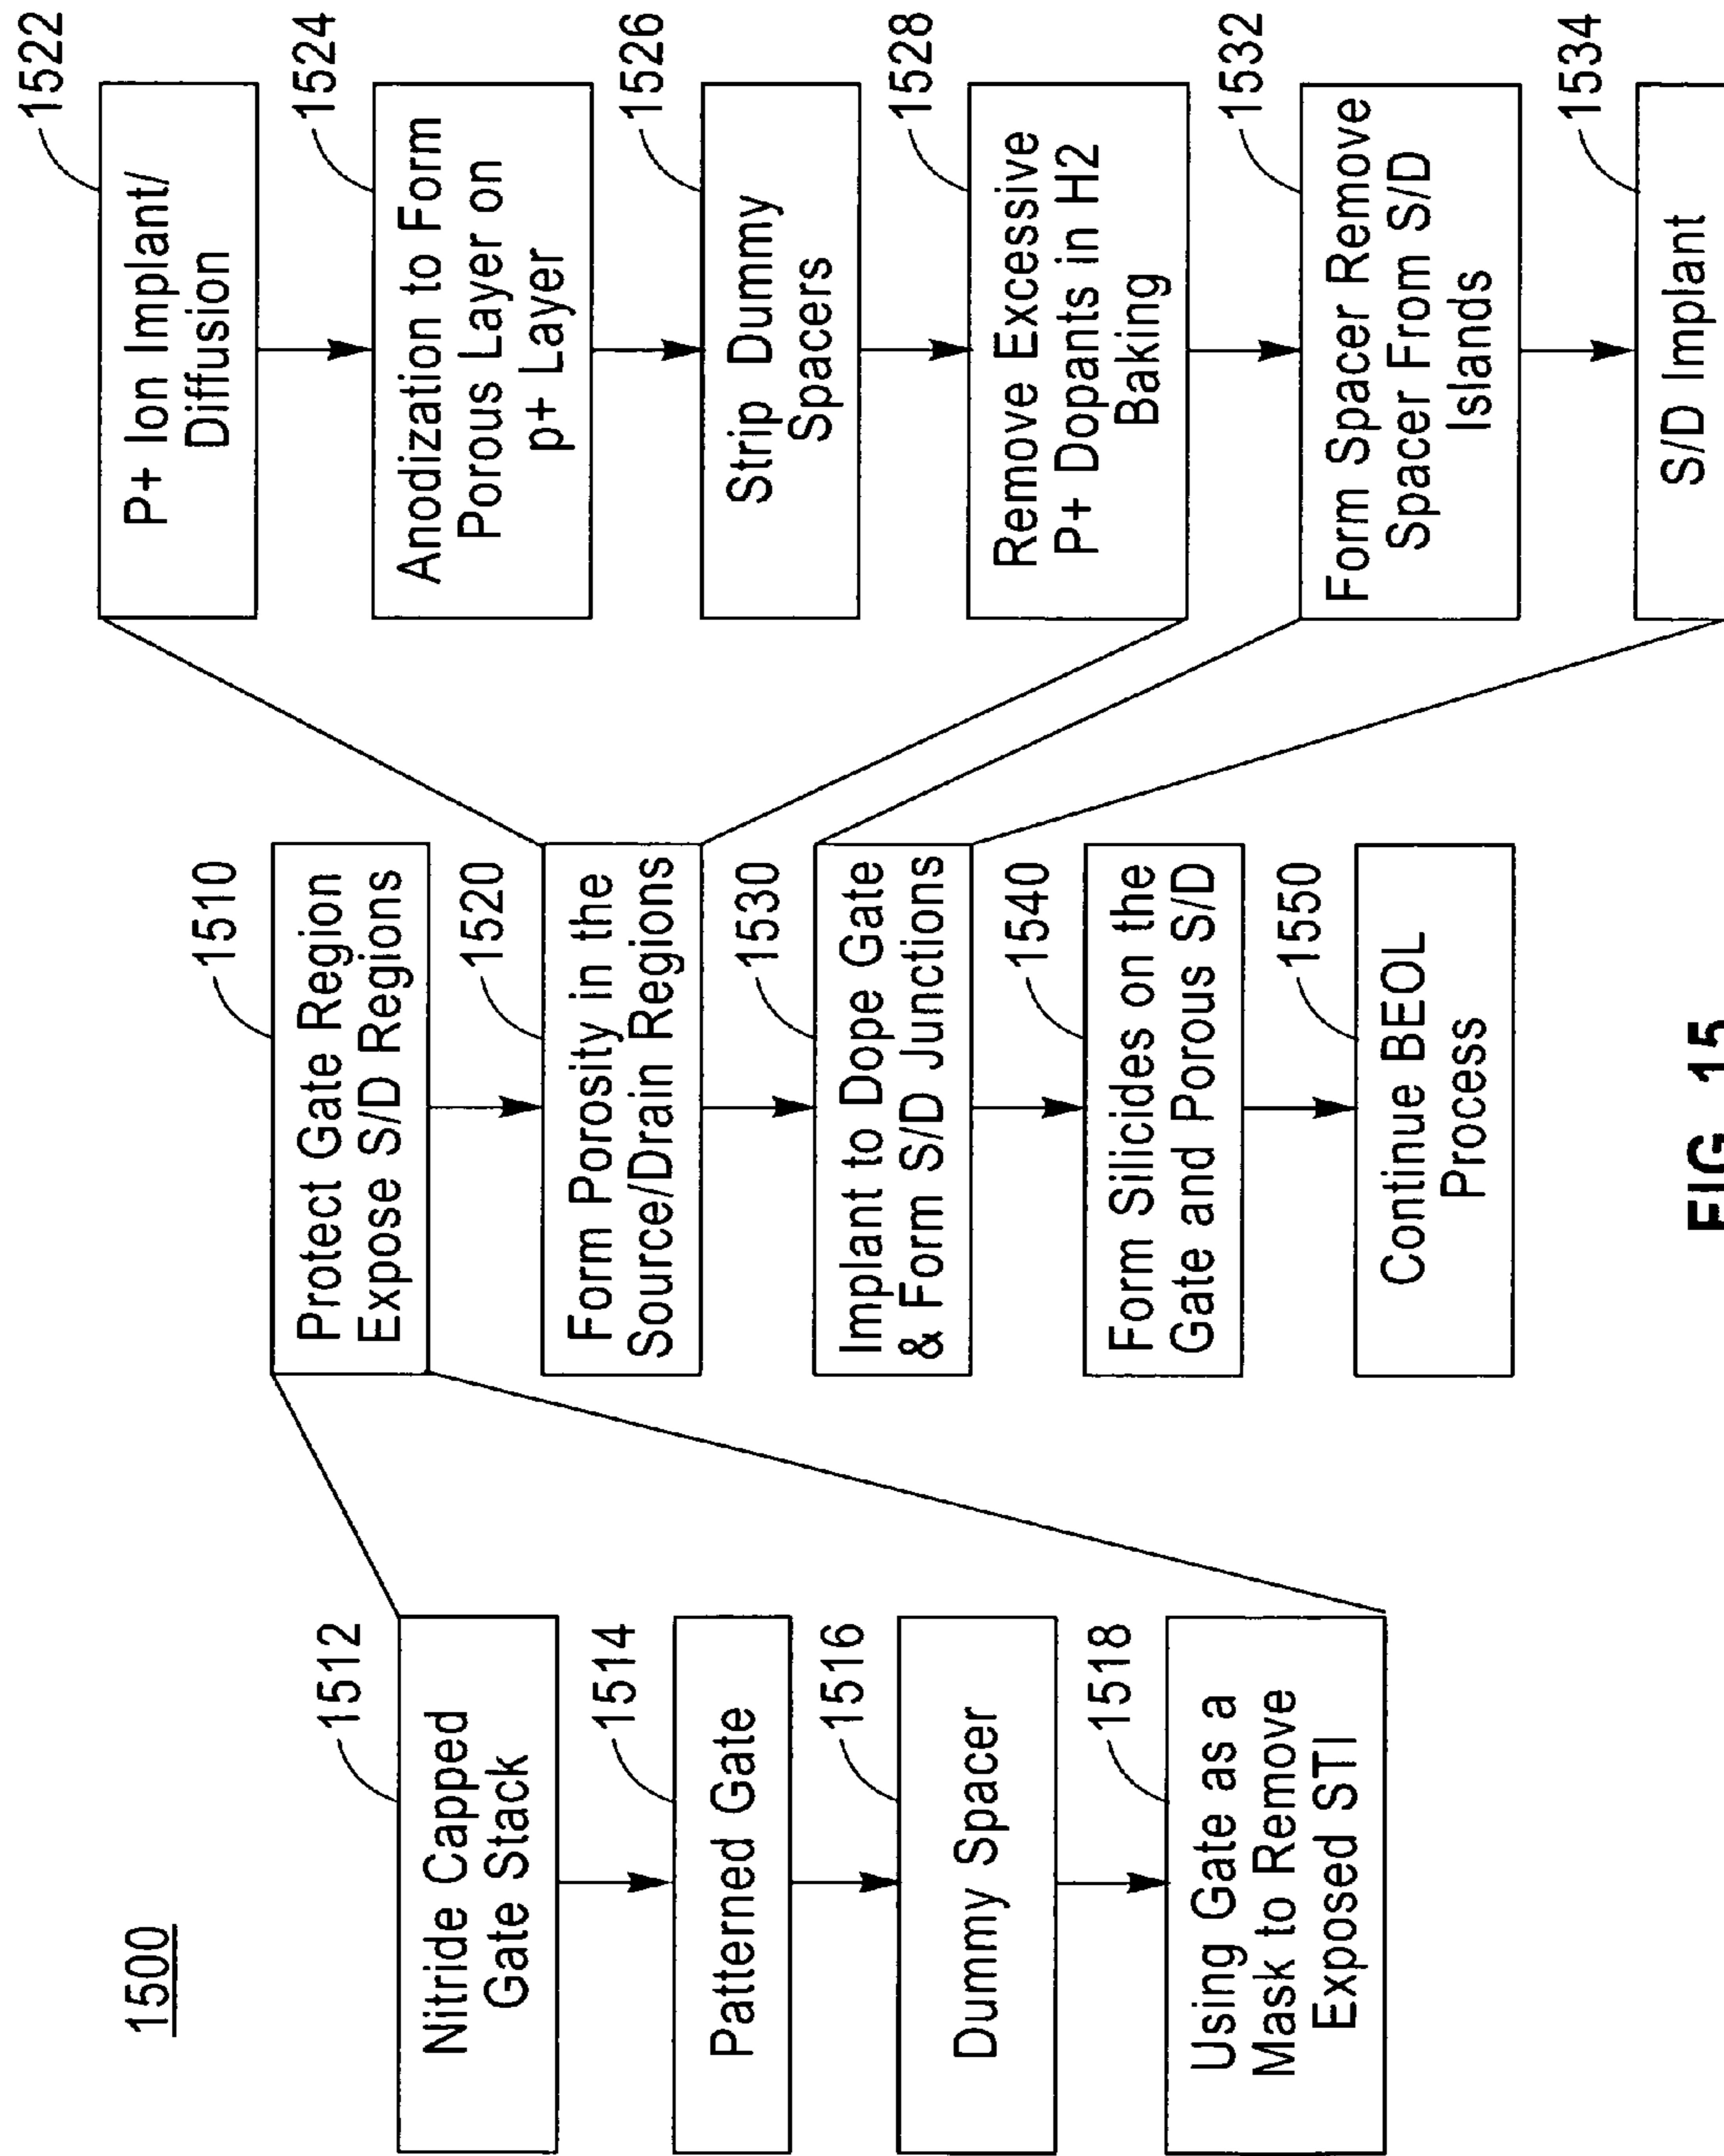 1500
1512
Nitride Capped
Gate Stack
1514
Patterned Gate
1516
Dummy Spacer
1518
Using Gate as a
Mask to Remove
Exposed STI
1510
Protect Gate Region
Expose S/D Regions
1520
Form Porosity in the
Source/Drain Regions
1530
Implant to Dope Gate
& Form S/D Junctions
1540
Form Silicides on the
Gate and Porous S/D
1550
Continue BEOL
Process
1522
P+ Ion Implant/
Diffusion
1524
Anodization to Form
Porous Layer on
p+ Layer
1526
Strip Dummy
Spacers
1528
Remove Excessive
P+ Dopants in H2
Baking
1532
Form Spacer Remove
Spacer From S/D
Islands
1534
S/D Implant
FIG. 15